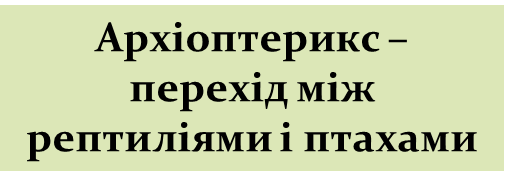 Архіоптерикс –
перехід між
рептиліями і птахами